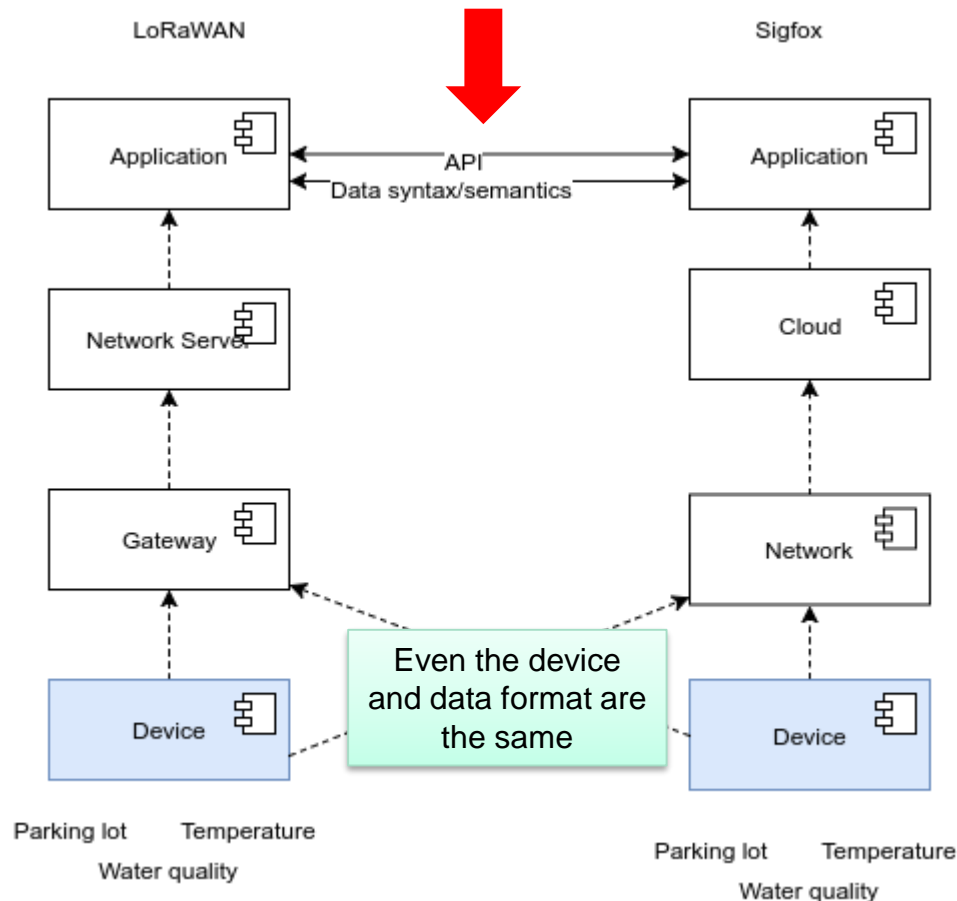 LoRaWAN
Sigfox
Application
API
Data syntax/semantics
Application
Network Server
Cloud
Gateway
Network
Even the device
and data format are
the same
Device
Device
Parking lot Temperature
Water quality
Parking lot Temperature
Water quality